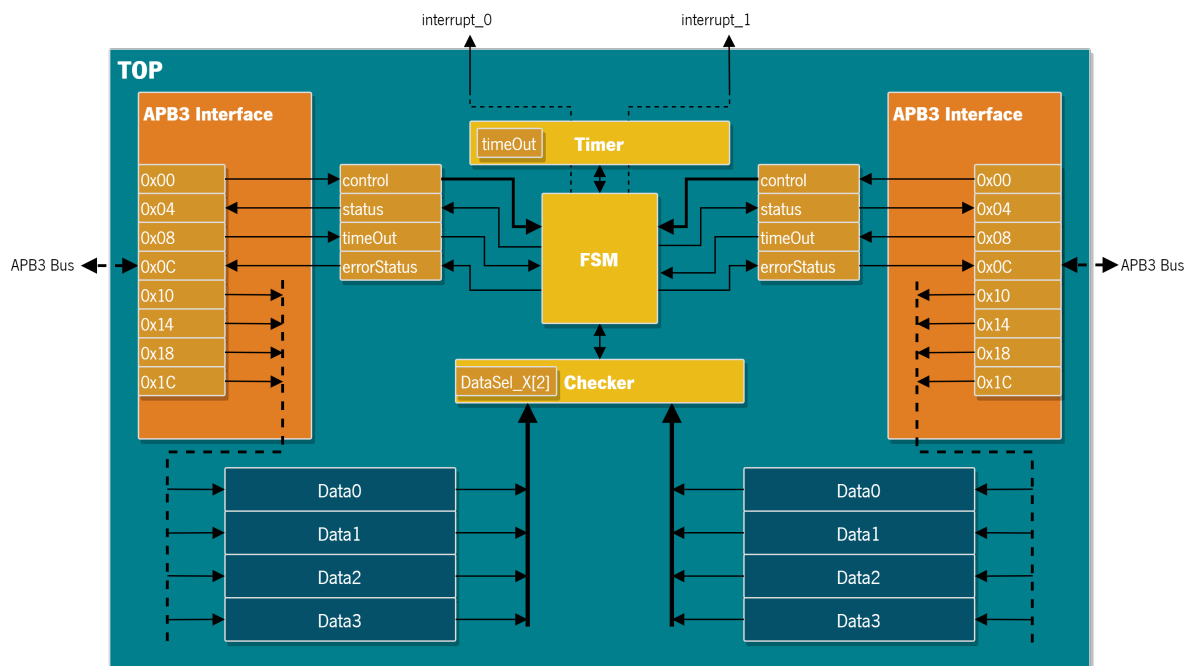 interrupt_0
interrupt_1
TOP
APB3 Interface
timeOut
Timer
APB3 Interface
0x00
control
control
0x00
0x04
status
status
0x04
0x08
timeOut
timeOut
0x08
APB3 Bus
0x0C
errorStatus
FSM
errorStatus
0x0C
APB3 Bus
0x10
0x10
0x14
0x14
0x18
0x18
0x1C
DataSel_X[2]
Checker
0x1C
Data0
Data0
Data1
Data1
Data2
Data2
Data3
Data3